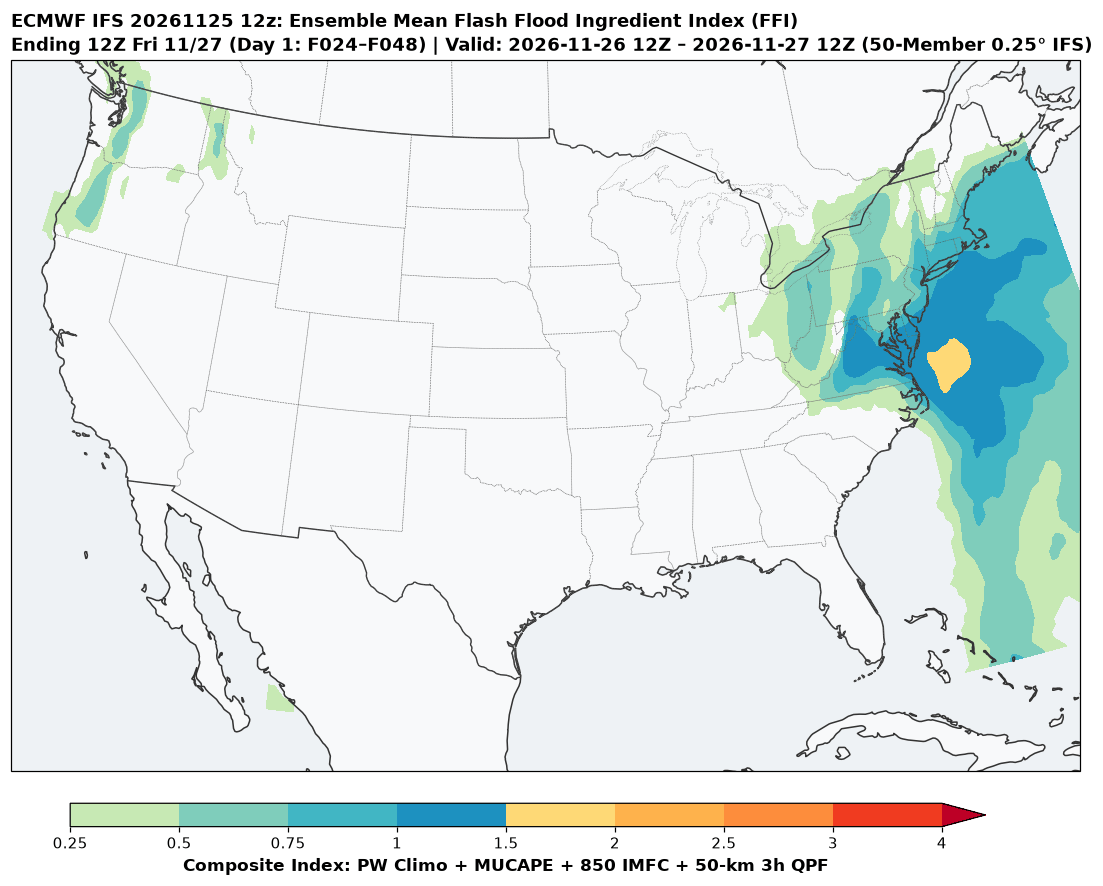 ECMWF IFS 20261125 12z: Ensemble Mean Flash Flood Ingredient Index (FFI)
Ending 12Z Fri 11/27 (Day 1: F024–F048) | Valid: 2026-11-26 12Z – 2026-11-27 12Z (50-Member 0.25° IFS)
0.25 0.5 0.75 1 1.5 2 2.5 3 4
Composite Index: PW Climo + MUCAPE + 850 IMFC + 50-km 3h QPF